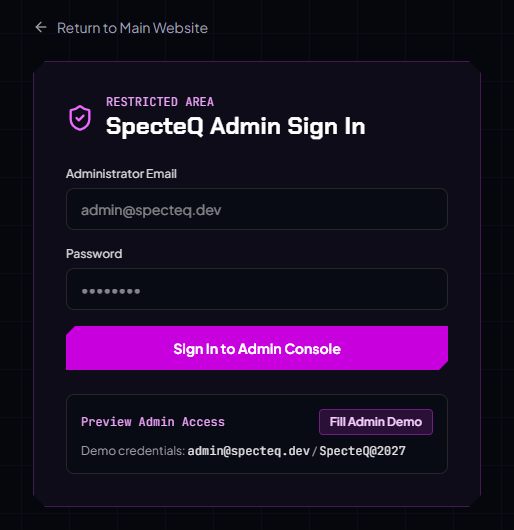 Return to Main Website
RESTRICTED AREA
SpecteQ Admin Sign In
Administrator Email
admin@specteq.dev
Password
••••••••
Sign In to Admin Console
Preview Admin Access
Fill Admin Demo
Demo credentials: admin@specteq.dev / SpecteQ@2027